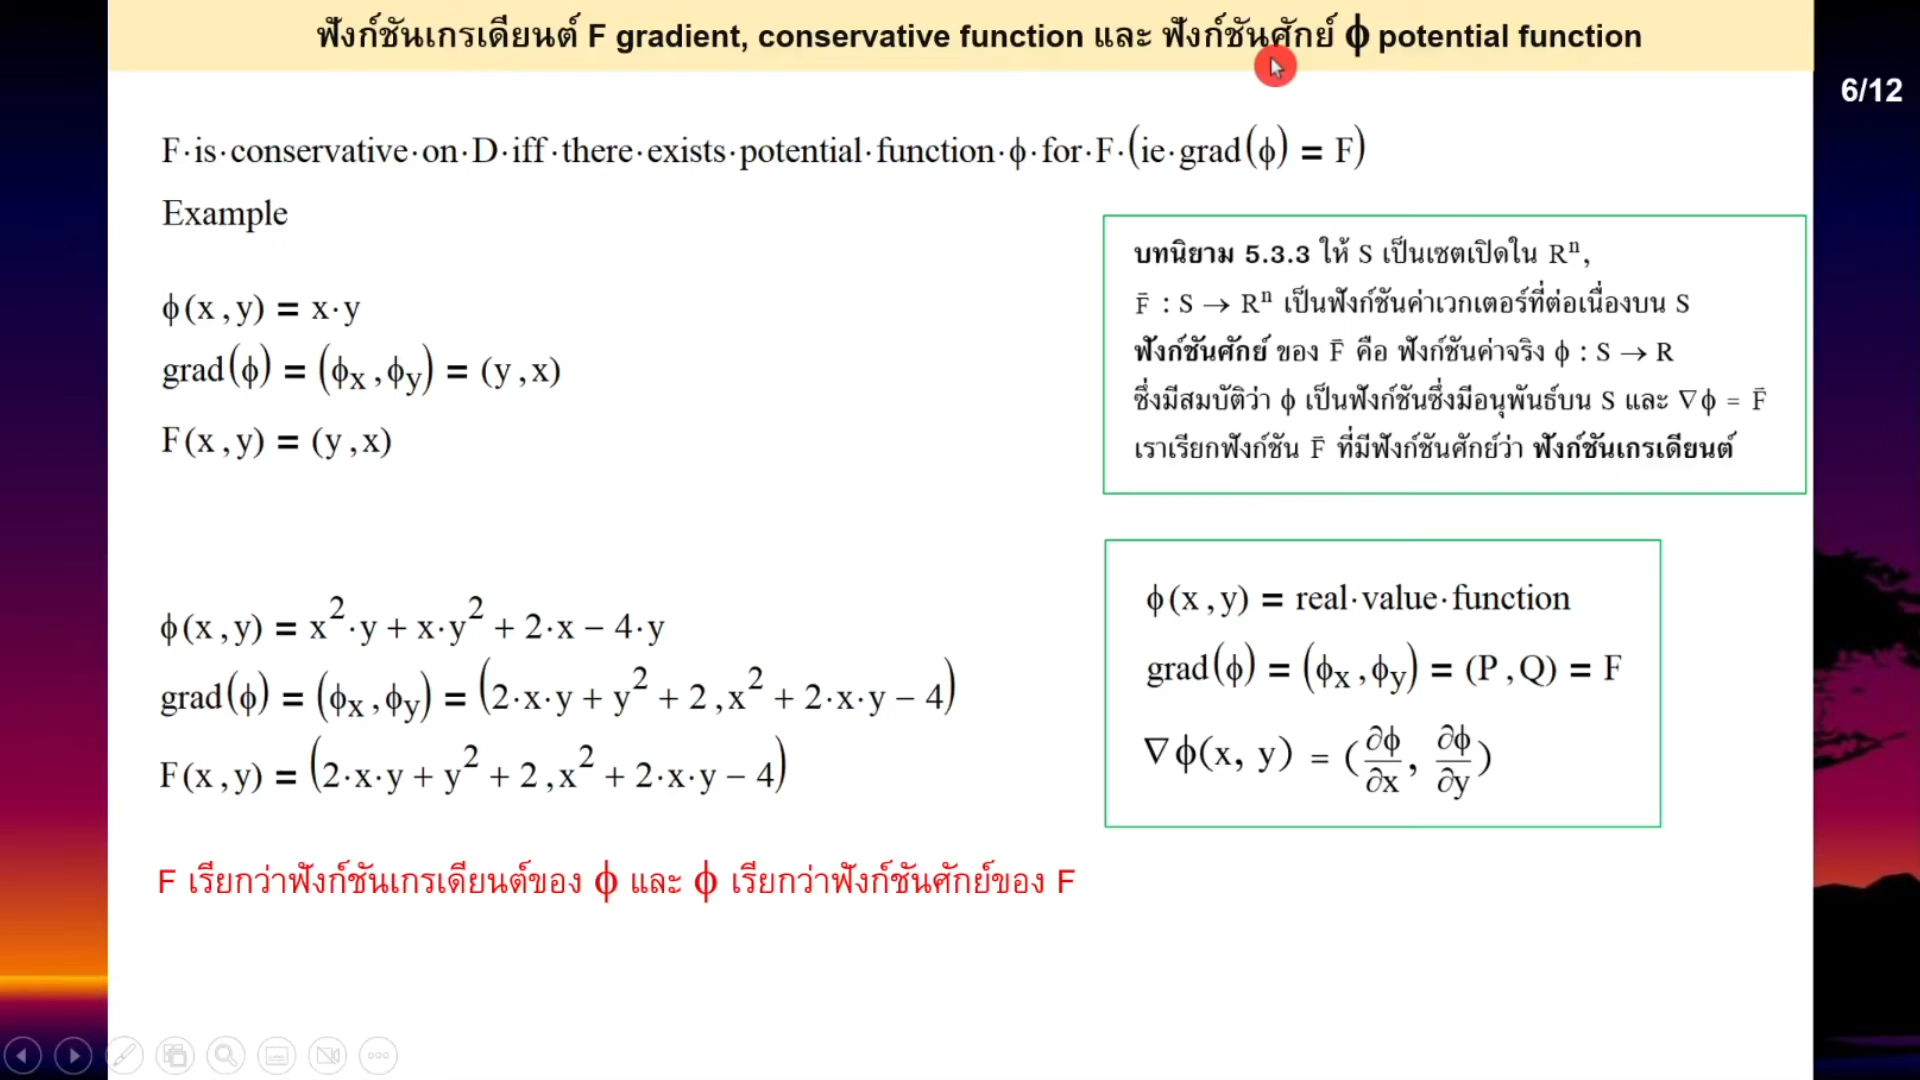 ฟังก์ชันเกรเดียนต์ F gradient, conservative function และ ฟังก์ชันศักย์ ϕ potential function
6/12
F·is·conservative·on·D·iff·there·exists·potential·function·ϕ·for·F·(ie·grad(ϕ) = F)
Example
ϕ(x,y) = x·y
grad(ϕ) = (ϕₓ,ϕ_y) = (y,x)
F(x,y) = (y,x)
ϕ(x,y) = x²·y + x·y² + 2·x − 4·y
grad(ϕ) = (ϕₓ,ϕ_y) = (2·x·y + y² + 2,x² + 2·x·y − 4)
F(x,y) = (2·x·y + y² + 2,x² + 2·x·y − 4)
F เรียกว่าฟังก์ชันเกรเดียนต์ของ ϕ และ ϕ เรียกว่าฟังก์ชันศักย์ของ F
บทนิยาม 5.3.3 ให้ S เป็นเซตเปิดใน Rⁿ,
F̄ : S → Rⁿ เป็นฟังก์ชันค่าเวกเตอร์ที่ต่อเนื่องบน S
ฟังก์ชันศักย์ ของ F̄ คือ ฟังก์ชันค่าจริง ϕ : S → R
ซึ่งมีสมบัติว่า ϕ เป็นฟังก์ชันซึ่งมีอนุพันธ์บน S และ ∇ϕ = F̄
เราเรียกฟังก์ชัน F̄ ที่มีฟังก์ชันศักย์ว่า ฟังก์ชันเกรเดียนต์
ϕ(x,y) = real·value·function
grad(ϕ) = (ϕₓ,ϕ_y) = (P,Q) = F
∇ϕ(x, y) = (∂ϕ/∂x, ∂ϕ/∂y)